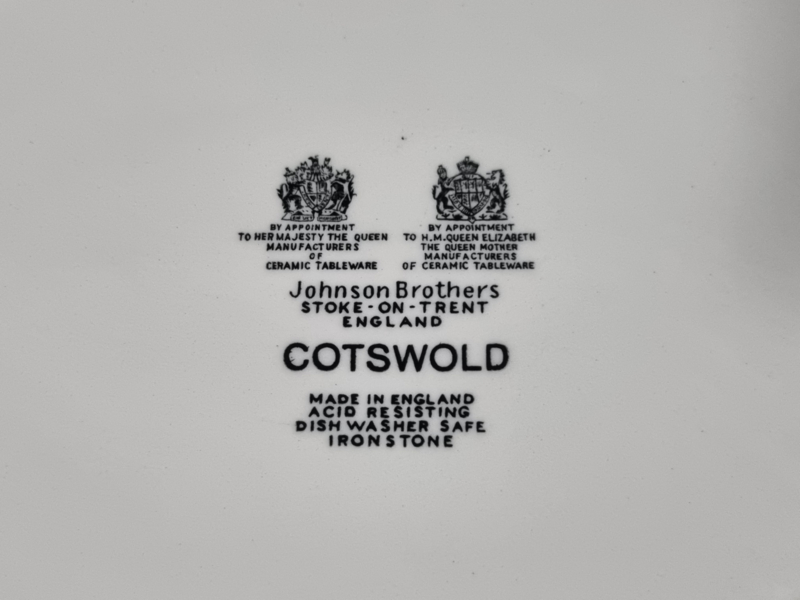 BY APPOINTMENT
TO HER MAJESTY THE QUEEN
MANUFACTURERS
OF
CERAMIC TABLEWARE
BY APPOINTMENT
TO H.M.QUEEN ELIZABETH
THE QUEEN MOTHER
MANUFACTURERS
OF CERAMIC TABLEWARE
Johnson Brothers
STOKE-ON-TRENT
ENGLAND
COTSWOLD
MADE IN ENGLAND
ACID RESISTING
DISH WASHER SAFE
IRONSTONE